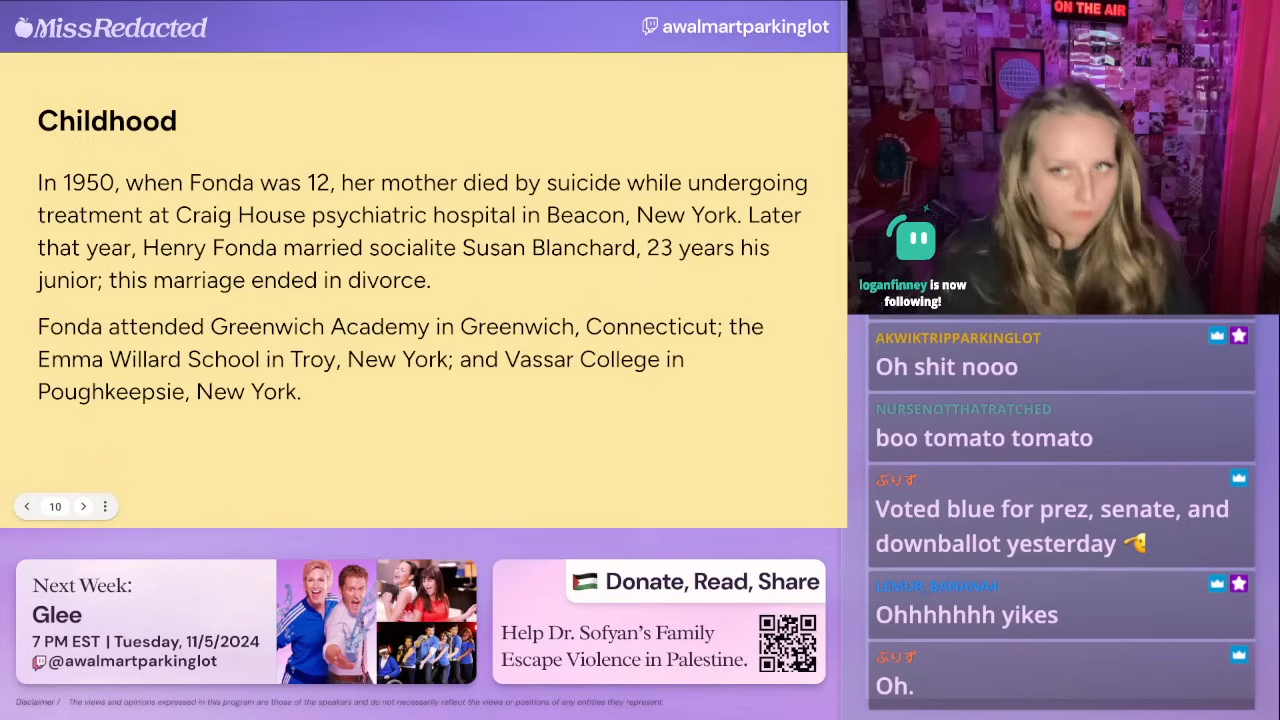 MissRedacted
awalmartparkinglot
Childhood
In 1950, when Fonda was 12, her mother died by suicide while undergoing
treatment at Craig House psychiatric hospital in Beacon, New York. Later
that year, Henry Fonda married socialite Susan Blanchard, 23 years his
junior; this marriage ended in divorce.
Fonda attended Greenwich Academy in Greenwich, Connecticut; the
Emma Willard School in Troy, New York; and Vassar College in
Poughkeepsie, New York.
10
Next Week:
Glee
7 PM EST | Tuesday, 11/5/2024
@awalmartparkinglot
Donate, Read, Share
Help Dr. Sofyan's Family
Escape Violence in Palestine.
Disclaimer / The views and opinions expressed in this program are those of the speakers and do not necessarily reflect the views or positions of any entities they represent.
ON THE AIR
loganfinney is now
following!
AKWIKTRIPPARKINGLOT
Oh shit nooo
NURSENOTTHATRATCHED
boo tomato tomato
ぷりず
Voted blue for prez, senate, and
downballot yesterday
LEMUR_BANANA4
Ohhhhhhh yikes
ぷりず
Oh.